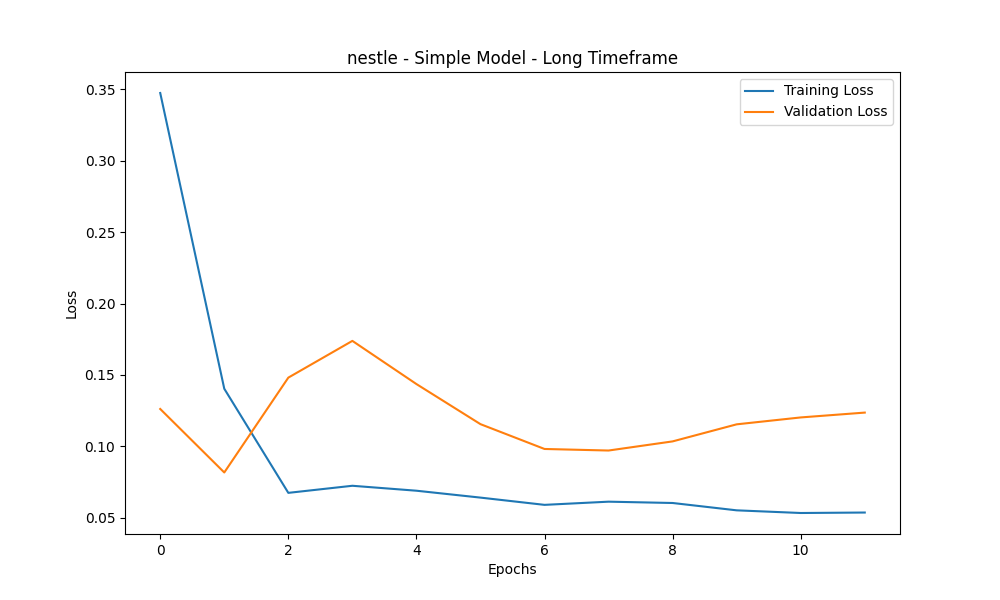 nestle - Simple Model - Long Timeframe
Training Loss
Validation Loss
0.35
0.30
0.25
0.20
0.15
0.10
0.05
Loss
0 2 4 6 8 10
Epochs